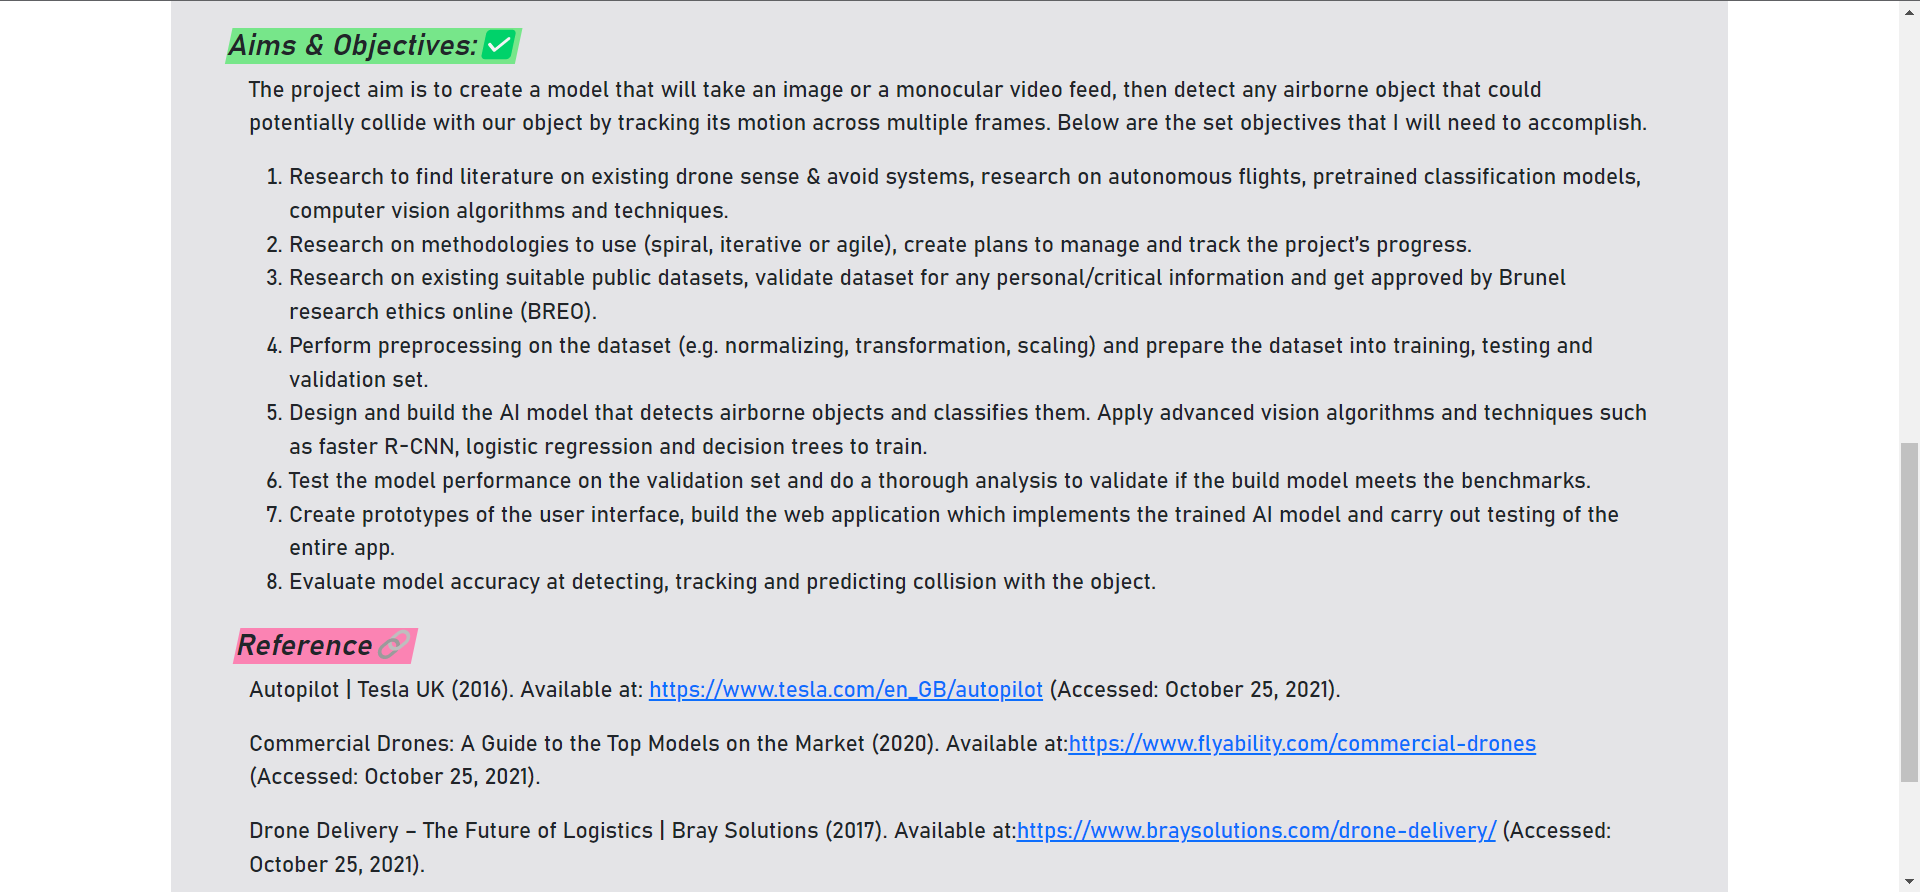 Aims & Objectives: ✅
The project aim is to create a model that will take an image or a monocular video feed, then detect any airborne object that could
potentially collide with our object by tracking its motion across multiple frames. Below are the set objectives that I will need to accomplish.
1. Research to find literature on existing drone sense & avoid systems, research on autonomous flights, pretrained classification models,
computer vision algorithms and techniques.
2. Research on methodologies to use (spiral, iterative or agile), create plans to manage and track the project's progress.
3. Research on existing suitable public datasets, validate dataset for any personal/critical information and get approved by Brunel
research ethics online (BREO).
4. Perform preprocessing on the dataset (e.g. normalizing, transformation, scaling) and prepare the dataset into training, testing and
validation set.
5. Design and build the AI model that detects airborne objects and classifies them. Apply advanced vision algorithms and techniques such
as faster R-CNN, logistic regression and decision trees to train.
6. Test the model performance on the validation set and do a thorough analysis to validate if the build model meets the benchmarks.
7. Create prototypes of the user interface, build the web application which implements the trained AI model and carry out testing of the
entire app.
8. Evaluate model accuracy at detecting, tracking and predicting collision with the object.
Reference 🔗
Autopilot | Tesla UK (2016). Available at: https://www.tesla.com/en_GB/autopilot (Accessed: October 25, 2021).
Commercial Drones: A Guide to the Top Models on the Market (2020). Available at:https://www.flyability.com/commercial-drones
(Accessed: October 25, 2021).
Drone Delivery – The Future of Logistics | Bray Solutions (2017). Available at:https://www.braysolutions.com/drone-delivery/ (Accessed:
October 25, 2021).